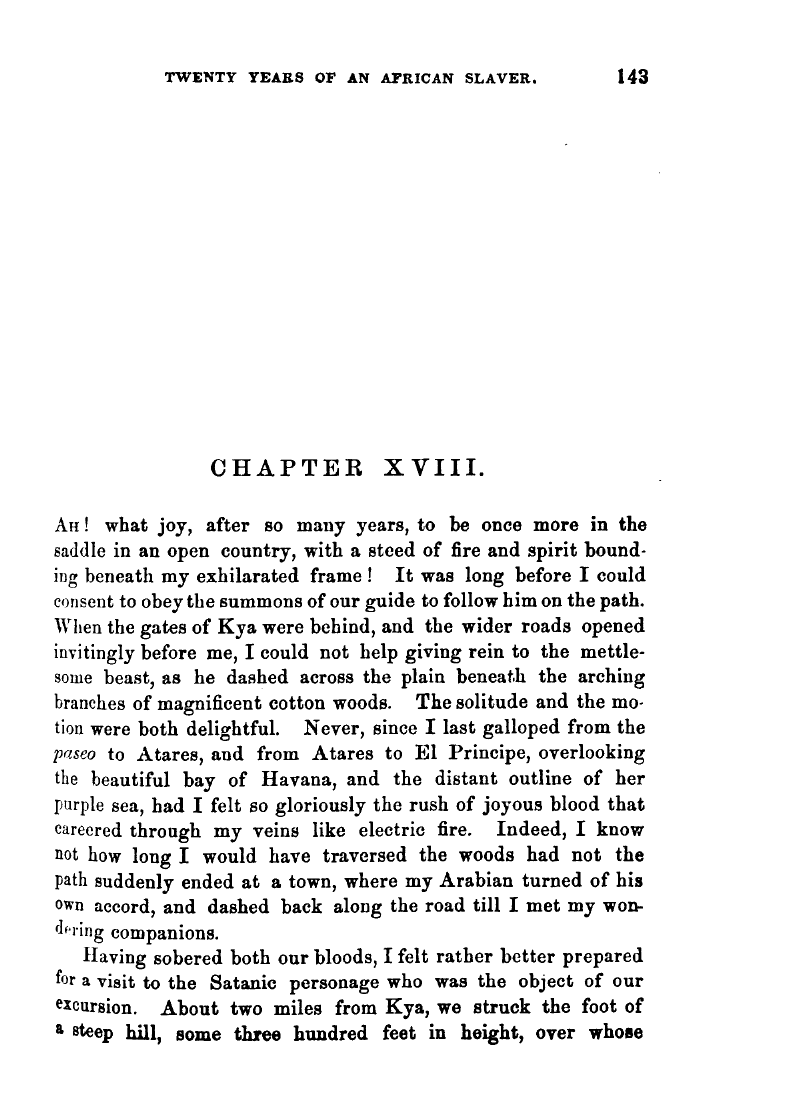 TWENTY YEARS OF AN AFRICAN SLAVER. 143
CHAPTER XVIII.
AH! what joy, after so many years, to be once more in the
saddle in an open country, with a steed of fire and spirit bound-
ing beneath my exhilarated frame! It was long before I could
consent to obey the summons of our guide to follow him on the path.
When the gates of Kya were behind, and the wider roads opened
invitingly before me, I could not help giving rein to the mettle-
some beast, as he dashed across the plain beneath the arching
branches of magnificent cotton woods. The solitude and the mo-
tion were both delightful. Never, since I last galloped from the
paseo to Atares, and from Atares to El Principe, overlooking
the beautiful bay of Havana, and the distant outline of her
purple sea, had I felt so gloriously the rush of joyous blood that
careered through my veins like electric fire. Indeed, I know
not how long I would have traversed the woods had not the
path suddenly ended at a town, where my Arabian turned of his
own accord, and dashed back along the road till I met my won-
dering companions.
Having sobered both our bloods, I felt rather better prepared
for a visit to the Satanic personage who was the object of our
excursion. About two miles from Kya, we struck the foot of
a steep hill, some three hundred feet in height, over whose